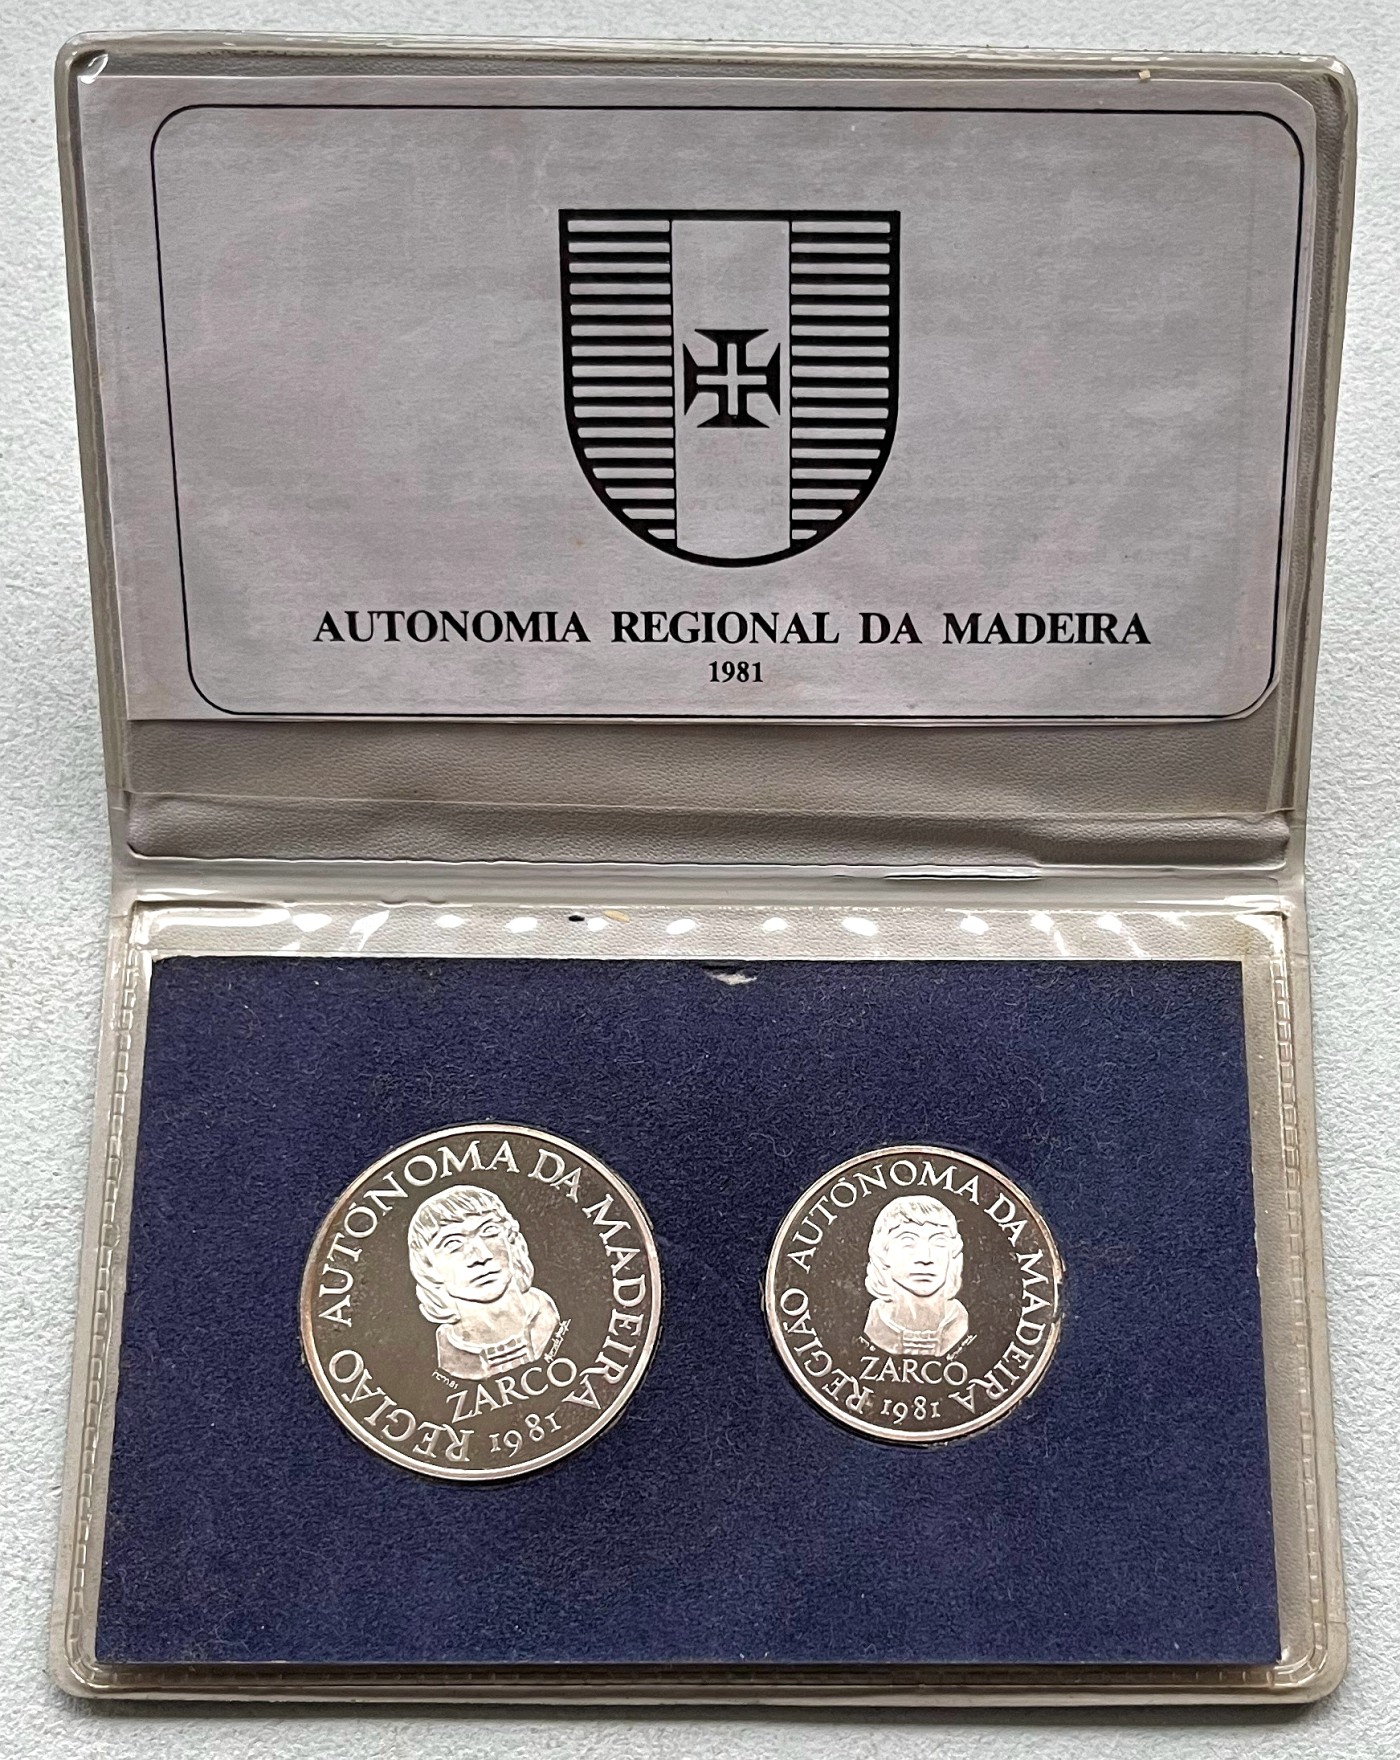 AUTONOMIA REGIONAL DA MADEIRA
1981
REGIÃO AUTÓNOMA DA MADEIRA
ZARCO
1981
REGIÃO AUTÓNOMA DA MADEIRA
ZARCO
1981